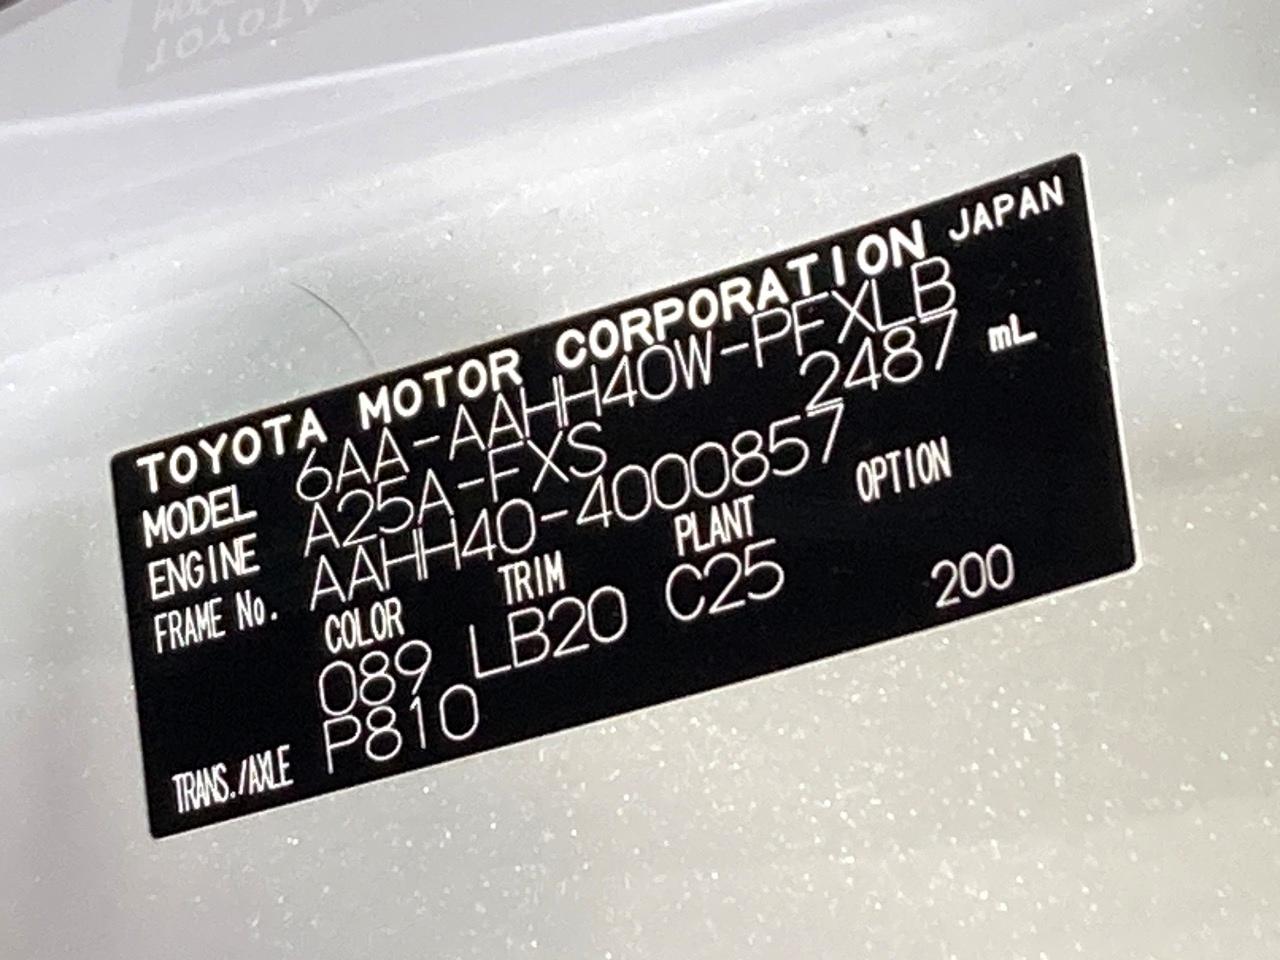 TOYOTA MOTOR CORPORATION JAPAN
MODEL 6AA-AAHH40W-PFXLB
ENGINE A25A-FXS 2487 mL
FRAME No. AAHH40-4000857
COLOR TRIM PLANT OPTION
089 LB20 C25 200
TRANS./AXLE P810